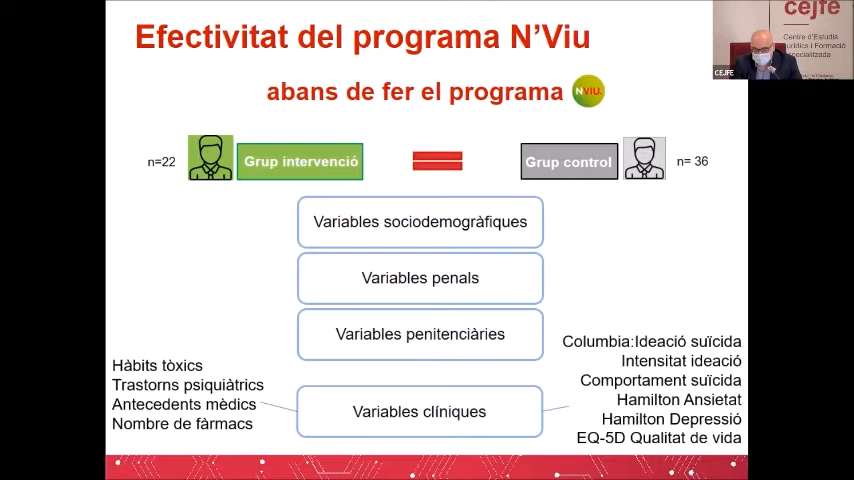 Efectivitat del programa N'Viu
abans de fer el programa
NVIU.
n=22
Grup intervenció
Grup control
n= 36
Variables sociodemogràfiques
Variables penals
Variables penitenciàries
Variables clíniques
Hàbits tòxics
Trastorns psiquiàtrics
Antecedents mèdics
Nombre de fàrmacs
Columbia:Ideació suïcida
Intensitat ideació
Comportament suïcida
Hamilton Ansietat
Hamilton Depressió
EQ-5D Qualitat de vida
cejfe
Centre d'Estudis
Jurídics i Formació
Especialitzada
CEJFE